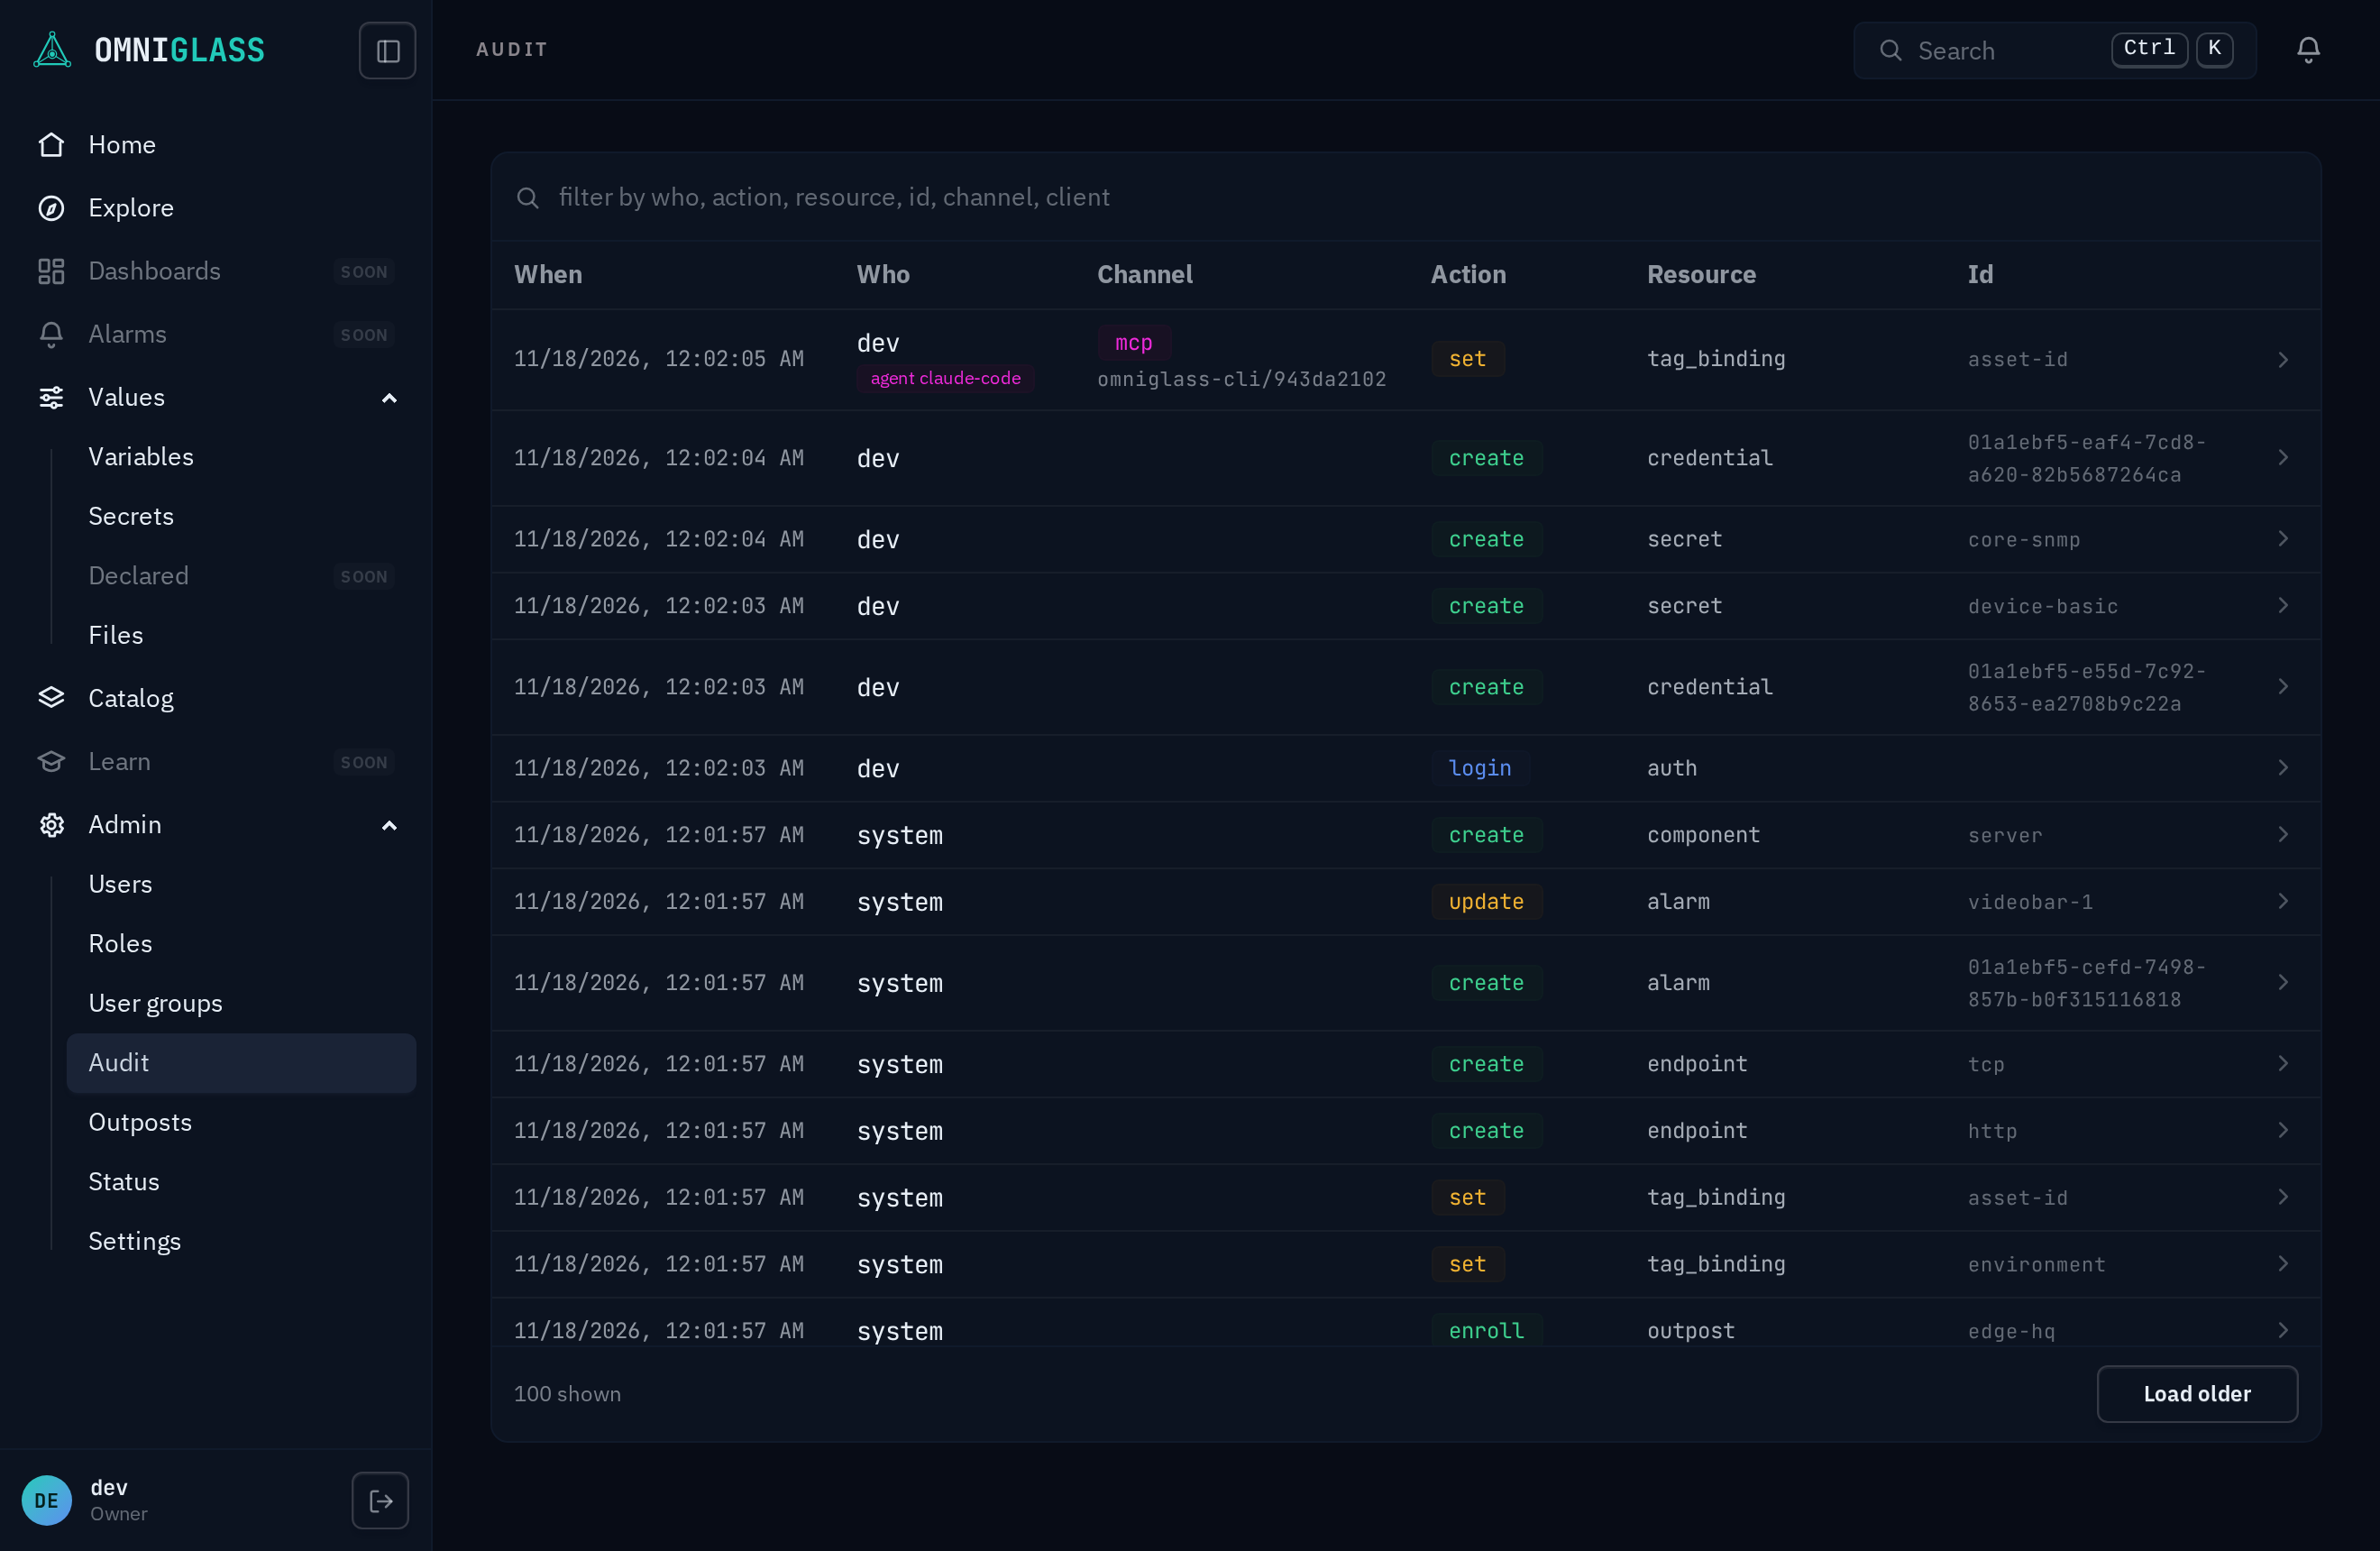 OMNIGLASS
Home
Explore
Dashboards SOON
Alarms SOON
Values
Variables
Secrets
Declared SOON
Files
Catalog
Learn SOON
Admin
Users
Roles
User groups
Audit
Outposts
Status
Settings
DE
dev
Owner
AUDIT
Search Ctrl K
filter by who, action, resource, id, channel, client
When Who Channel Action Resource Id
11/18/2026, 12:02:05 AM dev agent claude-code mcp omniglass-cli/943da2102 set tag_binding asset-id
11/18/2026, 12:02:04 AM dev create credential 01a1ebf5-eaf4-7cd8-
a620-82b5687264ca
11/18/2026, 12:02:04 AM dev create secret core-snmp
11/18/2026, 12:02:03 AM dev create secret device-basic
11/18/2026, 12:02:03 AM dev create credential 01a1ebf5-e55d-7c92-
8653-ea2708b9c22a
11/18/2026, 12:02:03 AM dev login auth
11/18/2026, 12:01:57 AM system create component server
11/18/2026, 12:01:57 AM system update alarm videobar-1
11/18/2026, 12:01:57 AM system create alarm 01a1ebf5-cefd-7498-
857b-b0f315116818
11/18/2026, 12:01:57 AM system create endpoint tcp
11/18/2026, 12:01:57 AM system create endpoint http
11/18/2026, 12:01:57 AM system set tag_binding asset-id
11/18/2026, 12:01:57 AM system set tag_binding environment
11/18/2026, 12:01:57 AM system enroll outpost edge-hq
100 shown
Load older